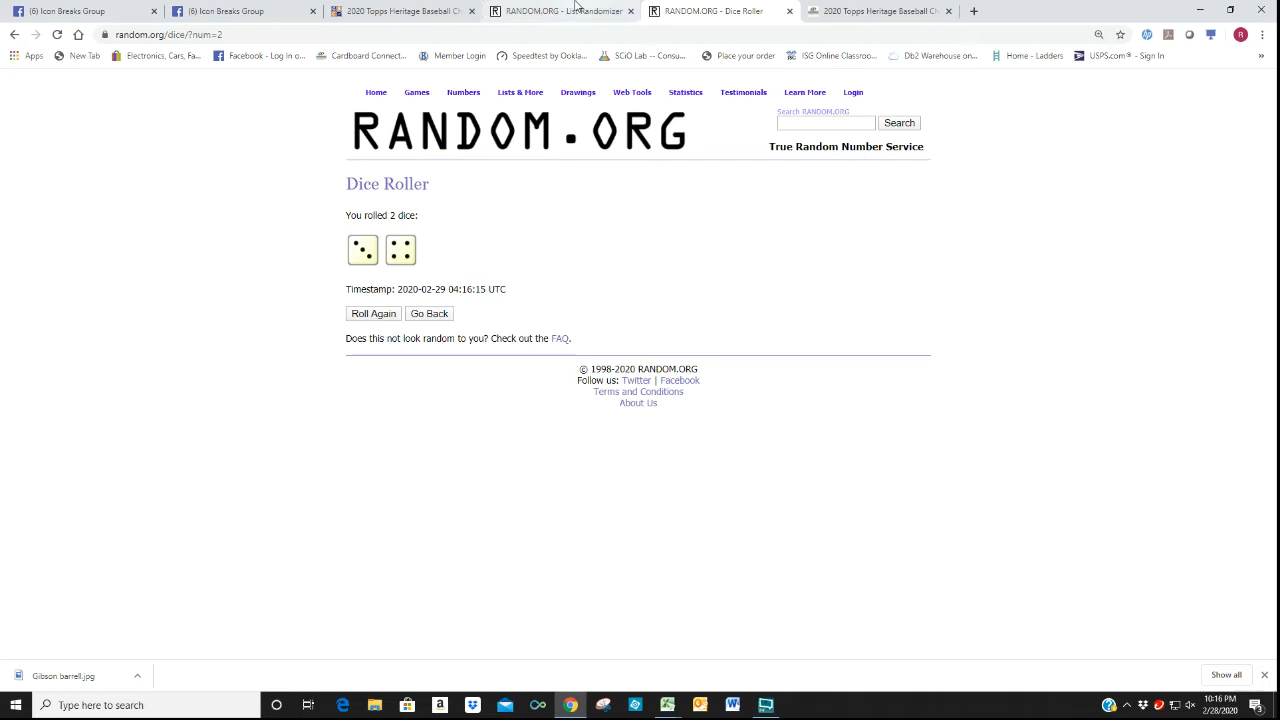 (6) Icon Breaks Group
(6) Icon Breaks Group
2020 Topps Heritage Baseball Ch
RANDOM.ORG - List Randomizer
RANDOM.ORG - Dice Roller
2020 Topps Heritage Baseball Ch
random.org/dice/?num=2
R
Apps
New Tab
Electronics, Cars, Fa...
Facebook - Log In o...
Cardboard Connect...
Member Login
Speedtest by Ookla...
SCiO Lab -- Consu...
Place your order
ISG Online Classroo...
Db2 Warehouse on...
Home - Ladders
USPS.com® - Sign In
Home
Games
Numbers
Lists & More
Drawings
Web Tools
Statistics
Testimonials
Learn More
Login
Search RANDOM.ORG
RANDOM.ORG
Search
True Random Number Service
Dice Roller
You rolled 2 dice:
Timestamp: 2020-02-29 04:16:15 UTC
Roll Again
Go Back
Does this not look random to you? Check out the FAQ.
© 1998-2020 RANDOM.ORG
Follow us: Twitter | Facebook
Terms and Conditions
About Us
Gibson barrell.jpg
Show all
Type here to search
10:16 PM
2/28/2020